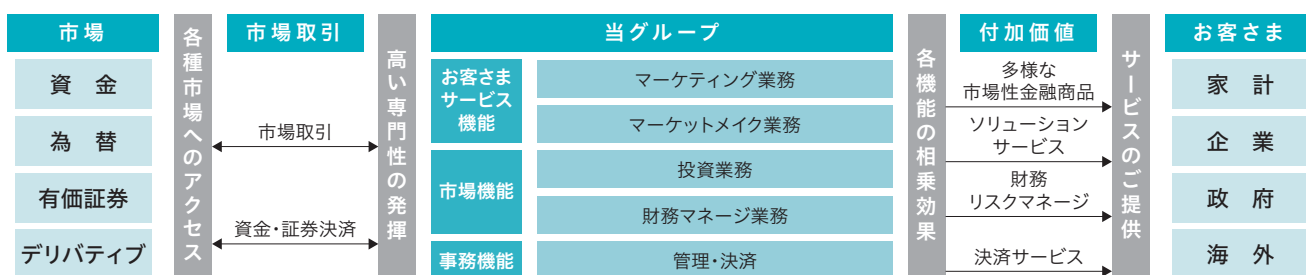 市場
資金
為替
有価証券
デリバティブ
各種市場へのアクセス
市場取引
市場取引
資金・証券決済
高い専門性の発揮
当グループ
お客さま
サービス
機能
マーケティング業務
マーケットメイク業務
市場機能
投資業務
財務マネージ業務
事務機能
管理・決済
各機能の相乗効果
付加価値
多様な
市場性金融商品
ソリューション
サービス
財務
リスクマネージ
決済サービス
サービスのご提供
お客さま
家計
企業
政府
海外